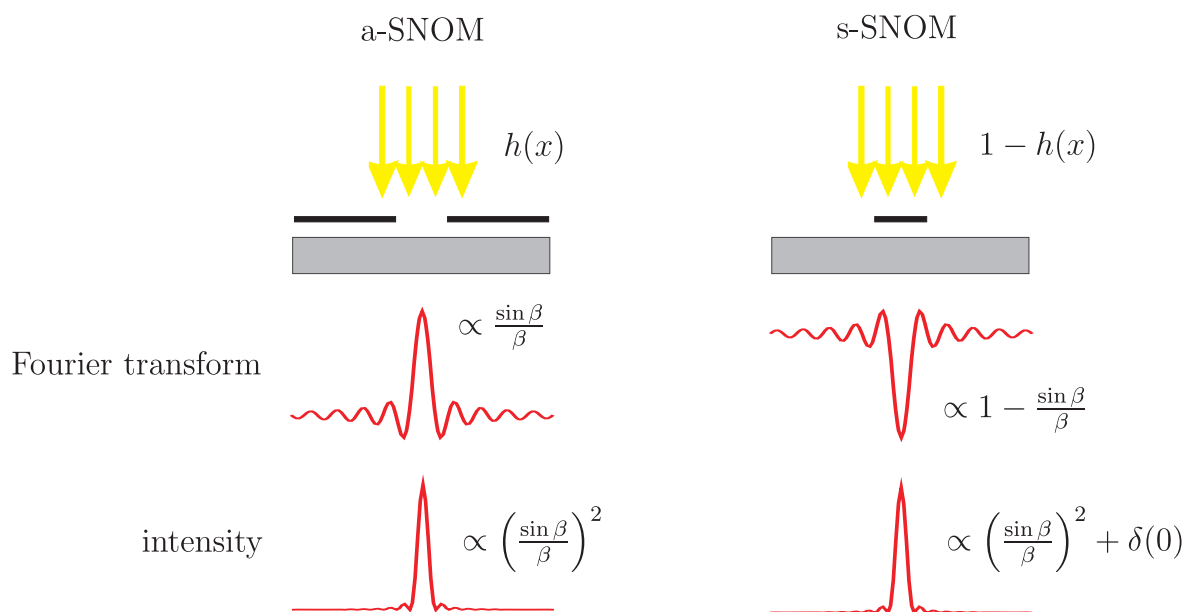 a-SNOM
s-SNOM
h(x)
1 − h(x)
Fourier transform
∝ sin β / β
∝ 1 − sin β / β
intensity
∝ (sin β / β)²
∝ (sin β / β)² + δ(0)